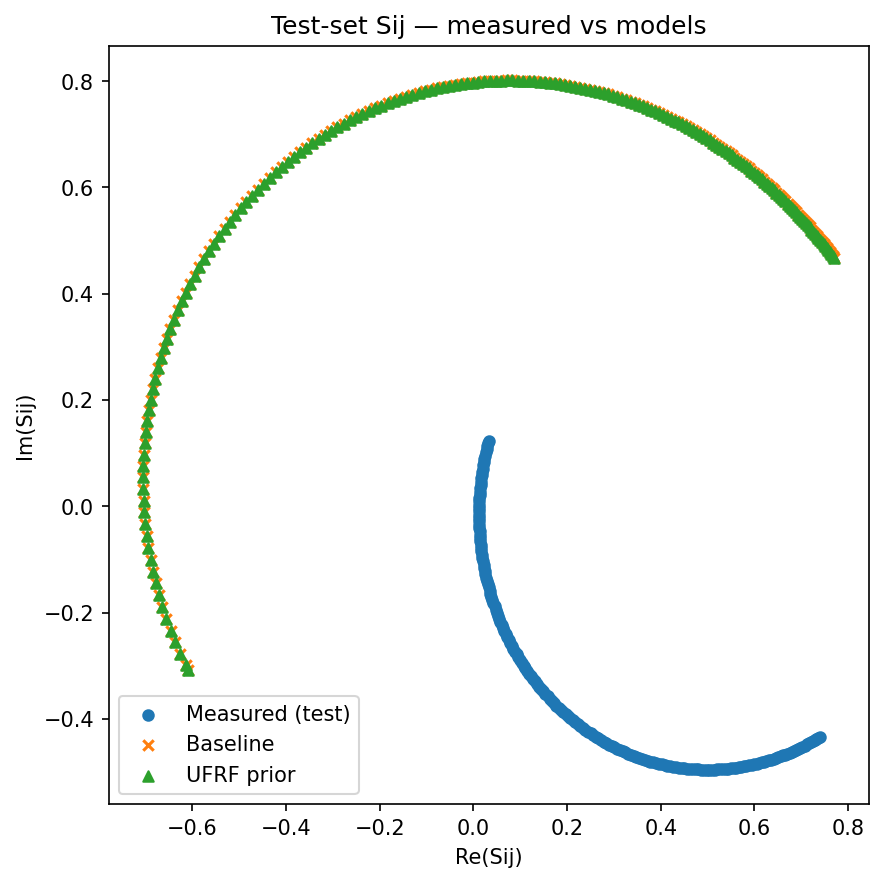 Test-set Sij — measured vs models
Im(Sij)
0.8
0.6
0.4
0.2
0.0
−0.2
−0.4
Measured (test)
Baseline
UFRF prior
−0.6 −0.4 −0.2 0.0 0.2 0.4 0.6 0.8
Re(Sij)